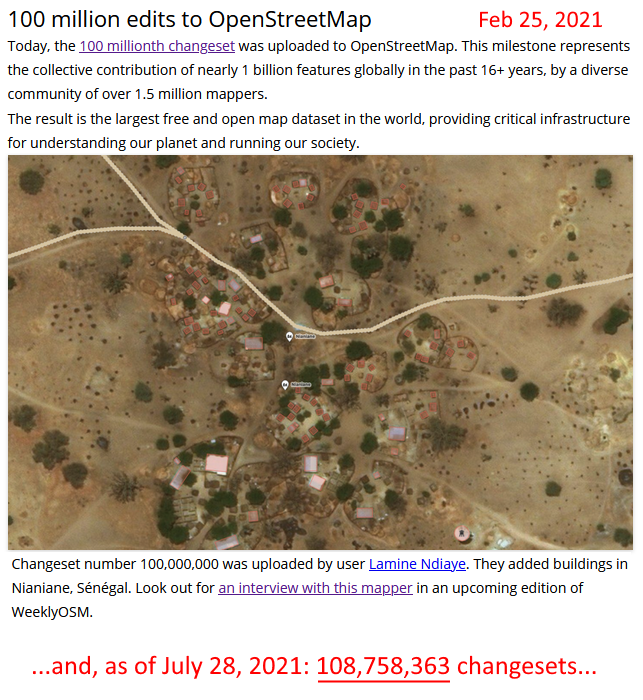 100 million edits to OpenStreetMap
Feb 25, 2021
Today, the 100 millionth changeset was uploaded to OpenStreetMap. This milestone represents
the collective contribution of nearly 1 billion features globally in the past 16+ years, by a diverse
community of over 1.5 million mappers.
The result is the largest free and open map dataset in the world, providing critical infrastructure
for understanding our planet and running our society.
Nianiane
Nianiane
Changeset number 100,000,000 was uploaded by user Lamine Ndiaye. They added buildings in
Nianiane, Sénégal. Look out for an interview with this mapper in an upcoming edition of
WeeklyOSM.
...and, as of July 28, 2021: 108,758,363 changesets...